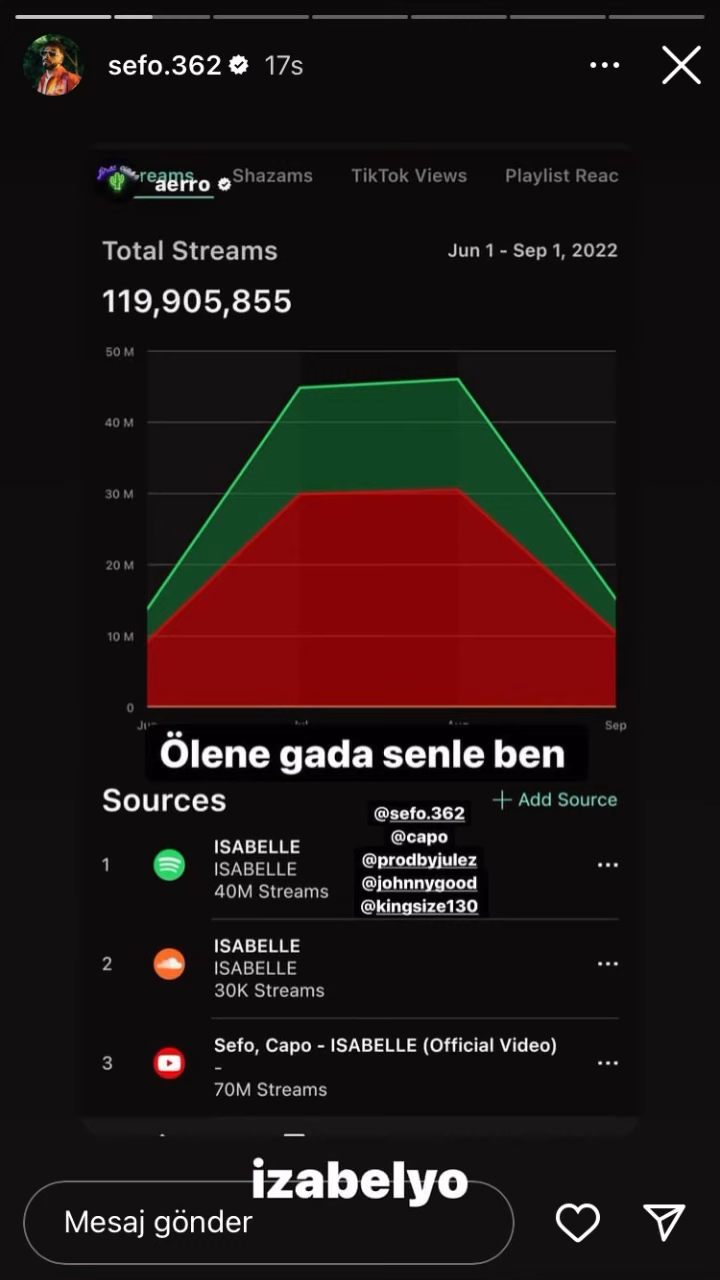 sefo.362 17s
reams Shazams TikTok Views Playlist Reac
aerro
Total Streams Jun 1 - Sep 1, 2022
119,905,855
50 M
40 M
30 M
20 M
10 M
0
Sep
Ölene gada senle ben
Sources + Add Source
@sefo.362
@capo
@prodbyjulez
@johnnygood
@kingsize130
1 ISABELLE
ISABELLE
40M Streams
2 ISABELLE
ISABELLE
30K Streams
3 Sefo, Capo - ISABELLE (Official Video)
-
70M Streams
izabelyo
Mesaj gönder